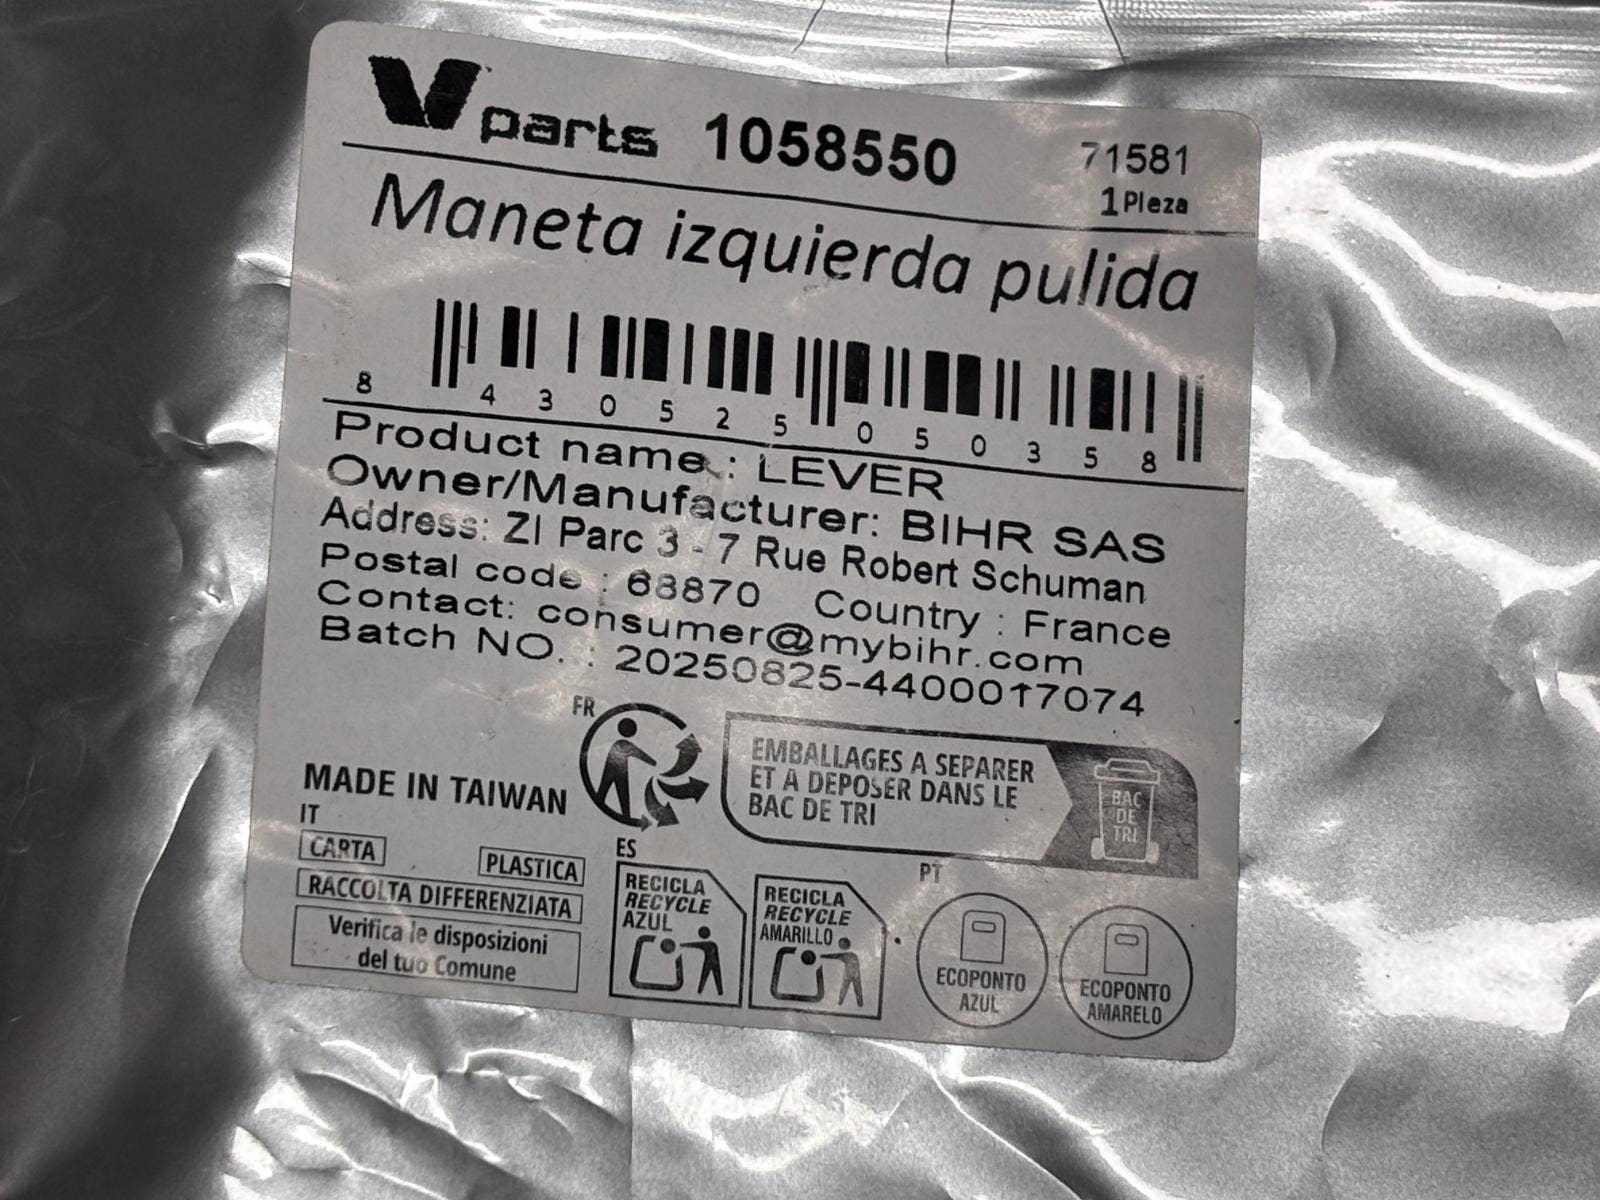 V parts 1058550 71581
1 Pieza
Maneta izquierda pulida
8 430525 050358
Product name : LEVER
Owner/Manufacturer: BIHR SAS
Address: ZI Parc 3 - 7 Rue Robert Schuman
Postal code : 68870 Country : France
Contact: consumer@mybihr.com
Batch NO. : 20250825-4400017074
FR
EMBALLAGES A SEPARER
ET A DEPOSER DANS LE
BAC DE TRI
BAC
DE
TRI
MADE IN TAIWAN
IT
CARTA
PLASTICA
RACCOLTA DIFFERENZIATA
Verifica le disposizioni
del tuo Comune
ES
RECICLA
RECYCLE
AZUL
RECICLA
RECYCLE
AMARILLO
PT
ECOPONTO
AZUL
ECOPONTO
AMARELO